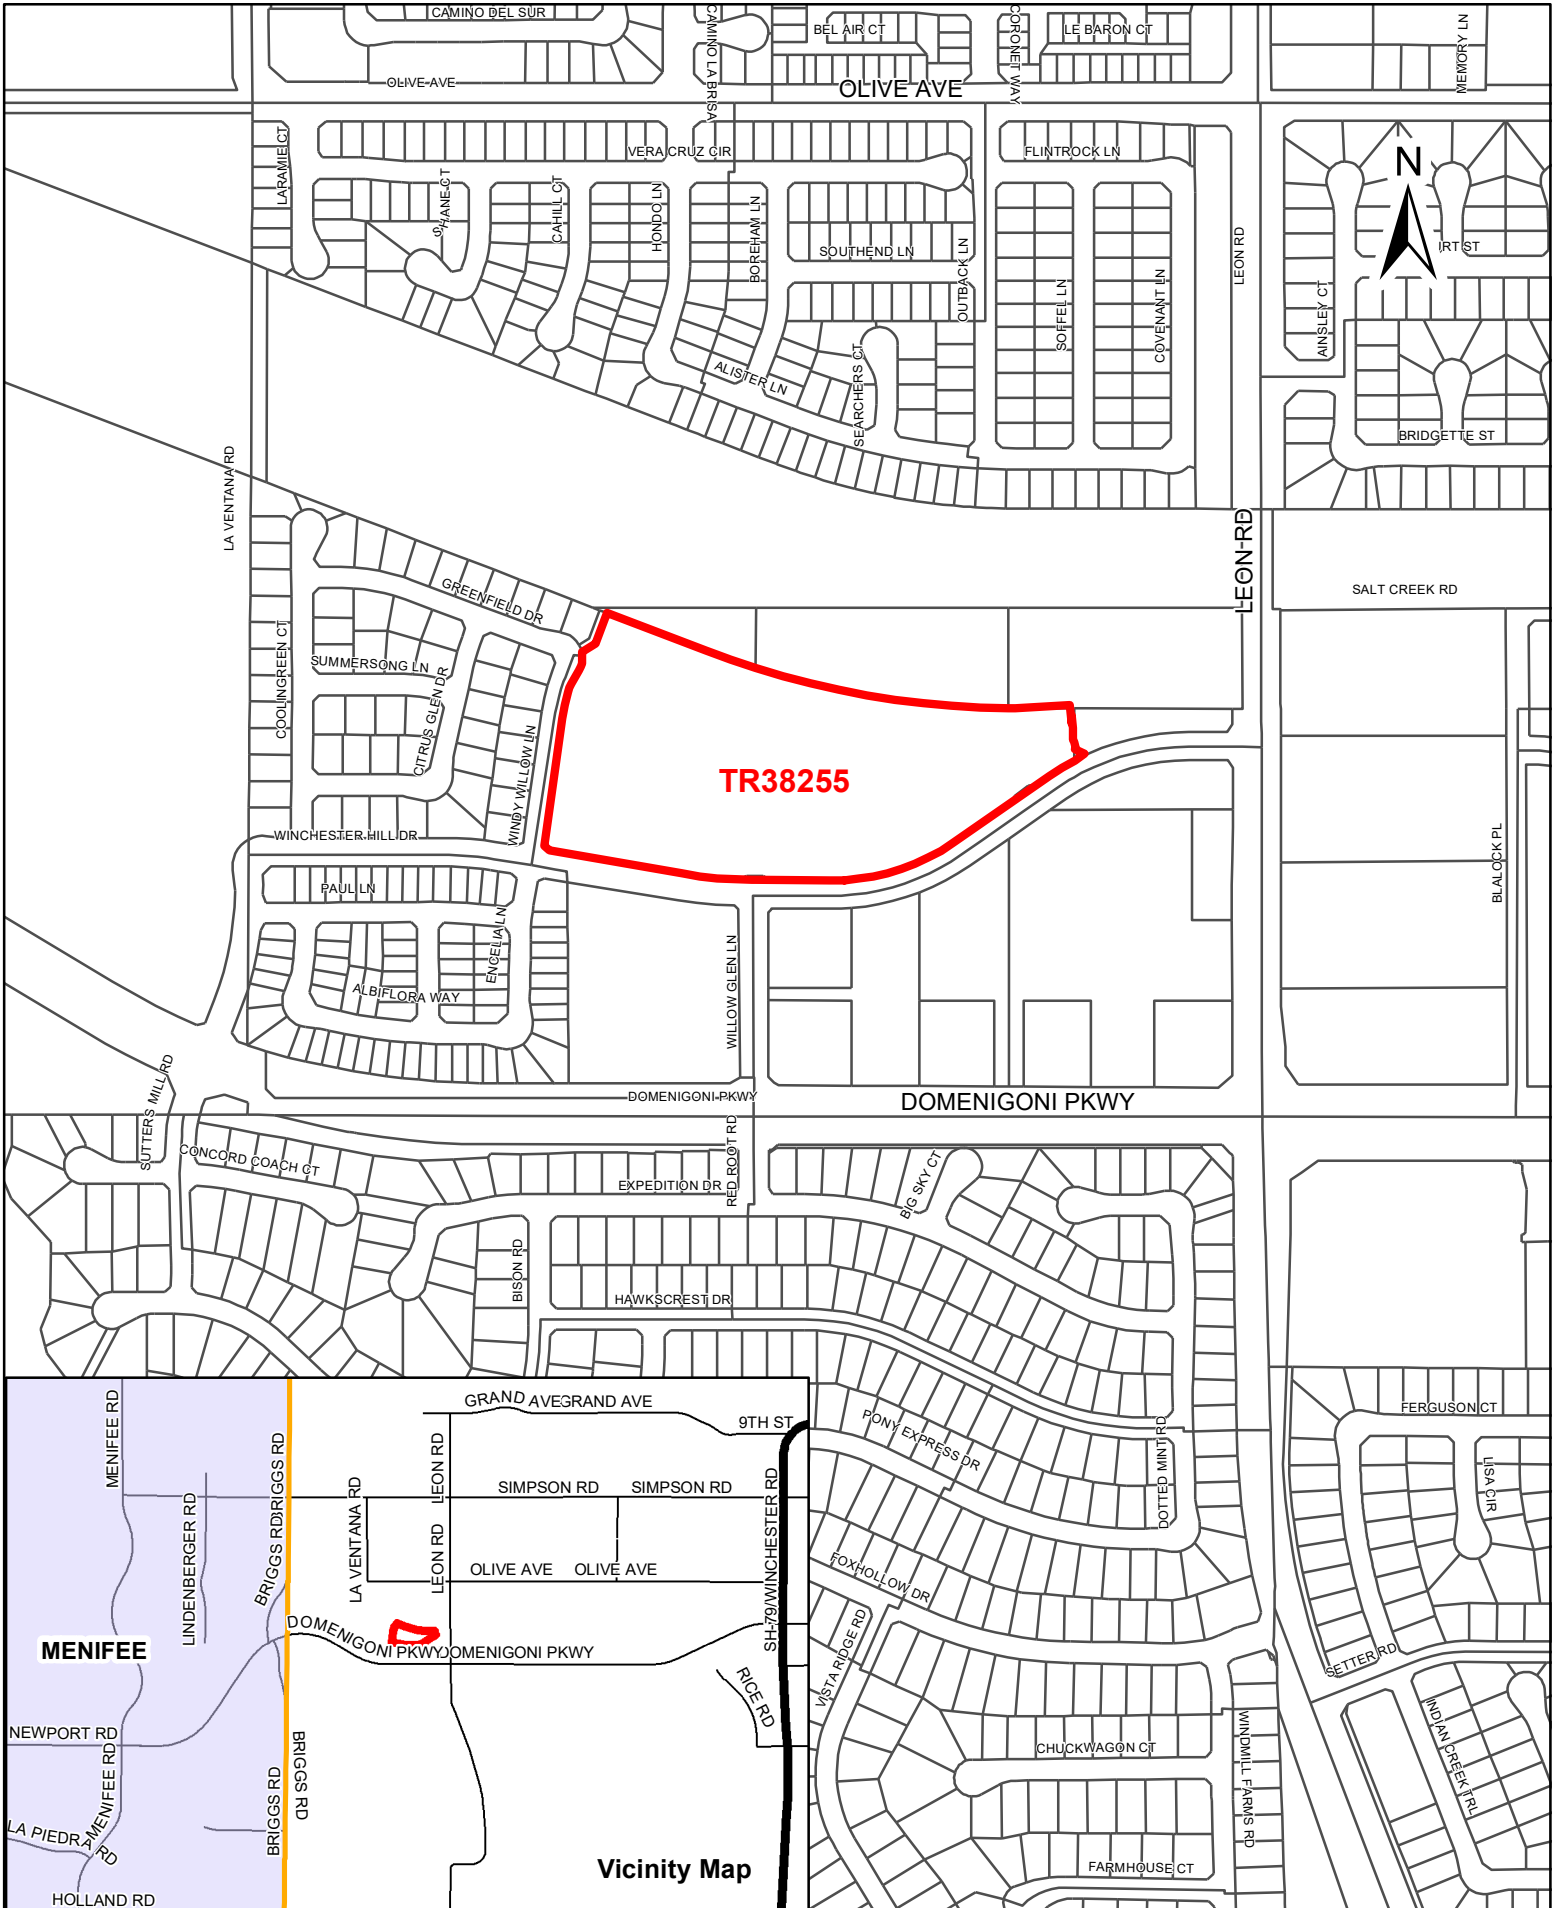 CAMINO DEL SUR
CAMINO LA BRISA
BEL AIR CT
CORONET WAY
LE BARON CT
MEMORY LN
OLIVE AVE
OLIVE AVE
LARAMIE CT
VERA CRUZ CIR
FLINTROCK LN
N
SHANE CT
CAHILL CT
HONDO LN
BOREHAM LN
SOUTHEND LN
OUTBACK LN
SOFFEL LN
COVENANT LN
LEON RD
IRT ST
AINSLEY CT
ALISTER LN
SEARCHERS CT
BRIDGETTE ST
LA VENTANA RD
LEON RD
SALT CREEK RD
GREENFIELD DR
COOLINGREEN CT
SUMMERSONG LN
CITRUS GLEN DR
WINDY WILLOW LN
TR38255
WINCHESTER HILL DR
PAUL LN
ENCELIA LN
ALBIFLORA WAY
WILLOW GLEN LN
BLALOCK PL
SUTTERS MILL RD
DOMENIGONI PKWY
DOMENIGONI PKWY
CONCORD COACH CT
EXPEDITION DR
RED ROOT RD
BIG SKY CT
BISON RD
HAWKSCREST DR
PONY EXPRESS DR
DOTTED MINT RD
FERGUSON CT
LISA CIR
FOXHOLLOW DR
VISTA RIDGE RD
SETTER RD
INDIAN CREEK TRL
CHUCKWAGON CT
WINDMILL FARMS RD
FARMHOUSE CT
MENIFEE RD
GRAND AVE
GRAND AVE
9TH ST
BRIGGS RD
BRIGGS RD
LINDENBERGER RD
LA VENTANA RD
LEON RD
SIMPSON RD
SIMPSON RD
LEON RD
OLIVE AVE
OLIVE AVE
SH-79/WINCHESTER RD
DOMENIGONI PKWY
DOMENIGONI PKWY
MENIFEE
RICE RD
NEWPORT RD
MENIFEE RD
BRIGGS RD
BRIGGS RD
LA PIEDRA RD
HOLLAND RD
Vicinity Map